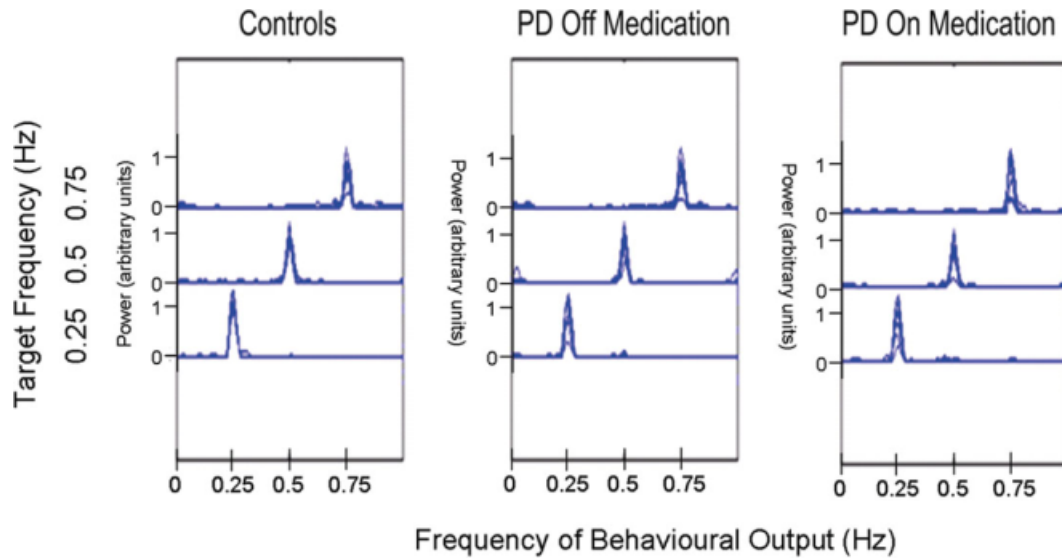 Controls
PD Off Medication
PD On Medication
Target Frequency (Hz)
0.75
0.5
0.25
Power (arbitrary units)
1
0
1
0
1
0
0 0.25 0.5 0.75
Power (arbitrary units)
1
0
1
0
1
0
0 0.25 0.5 0.75
Power (arbitrary units)
1
0
1
0
1
0
0 0.25 0.5 0.75
Frequency of Behavioural Output (Hz)